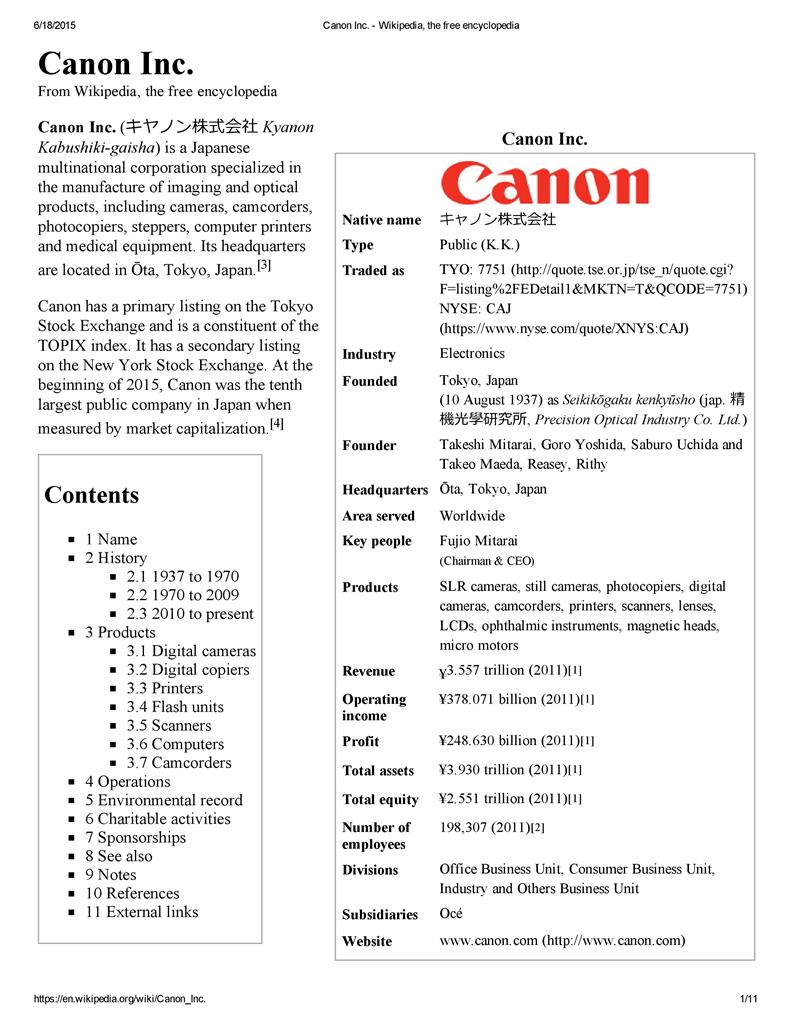 6/18/2015
Canon Inc. - Wikipedia, the free encyclopedia
Canon Inc.
From Wikipedia, the free encyclopedia
Canon Inc. (キヤノン株式会社 Kyanon
Kabushiki-gaisha) is a Japanese
multinational corporation specialized in
the manufacture of imaging and optical
products, including cameras, camcorders,
photocopiers, steppers, computer printers
and medical equipment. Its headquarters
are located in Ōta, Tokyo, Japan.[3]
Canon has a primary listing on the Tokyo
Stock Exchange and is a constituent of the
TOPIX index. It has a secondary listing
on the New York Stock Exchange. At the
beginning of 2015, Canon was the tenth
largest public company in Japan when
measured by market capitalization.[4]
Contents
1 Name
2 History
2.1 1937 to 1970
2.2 1970 to 2009
2.3 2010 to present
3 Products
3.1 Digital cameras
3.2 Digital copiers
3.3 Printers
3.4 Flash units
3.5 Scanners
3.6 Computers
3.7 Camcorders
4 Operations
5 Environmental record
6 Charitable activities
7 Sponsorships
8 See also
9 Notes
10 References
11 External links
Canon Inc.
Canon
Native name キヤノン株式会社
Type Public (K.K.)
Traded as TYO: 7751 (http://quote.tse.or.jp/tse_n/quote.cgi?
F=listing%2FEDetail1&MKTN=T&QCODE=7751)
NYSE: CAJ
(https://www.nyse.com/quote/XNYS:CAJ)
Industry Electronics
Founded Tokyo, Japan
(10 August 1937) as Seikikōgaku kenkyūsho (jap. 精
機光學研究所, Precision Optical Industry Co. Ltd.)
Founder Takeshi Mitarai, Goro Yoshida, Saburo Uchida and
Takeo Maeda, Reasey, Rithy
Headquarters Ōta, Tokyo, Japan
Area served Worldwide
Key people Fujio Mitarai
(Chairman & CEO)
Products SLR cameras, still cameras, photocopiers, digital
cameras, camcorders, printers, scanners, lenses,
LCDs, ophthalmic instruments, magnetic heads,
micro motors
Revenue ¥3.557 trillion (2011)[1]
Operating ¥378.071 billion (2011)[1]
income
Profit ¥248.630 billion (2011)[1]
Total assets ¥3.930 trillion (2011)[1]
Total equity ¥2.551 trillion (2011)[1]
Number of 198,307 (2011)[2]
employees
Divisions Office Business Unit, Consumer Business Unit,
Industry and Others Business Unit
Subsidiaries Océ
Website www.canon.com (http://www.canon.com)
https://en.wikipedia.org/wiki/Canon_Inc.
1/11